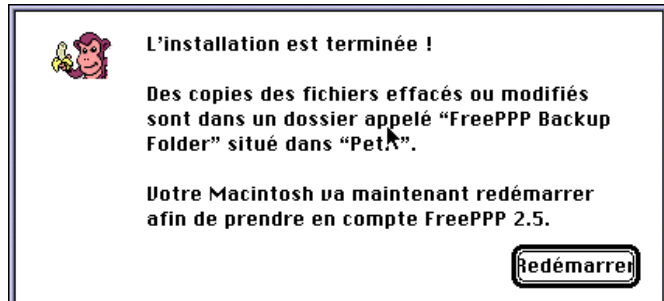 L'installation est terminée !
Des copies des fichiers effacés ou modifiés
sont dans un dossier appelé “FreePPP Backup
Folder” situé dans
Votre Macintosh va maintenant redémarrer
afin de prendre en compte FreePPP 2.5.
Redémarrer